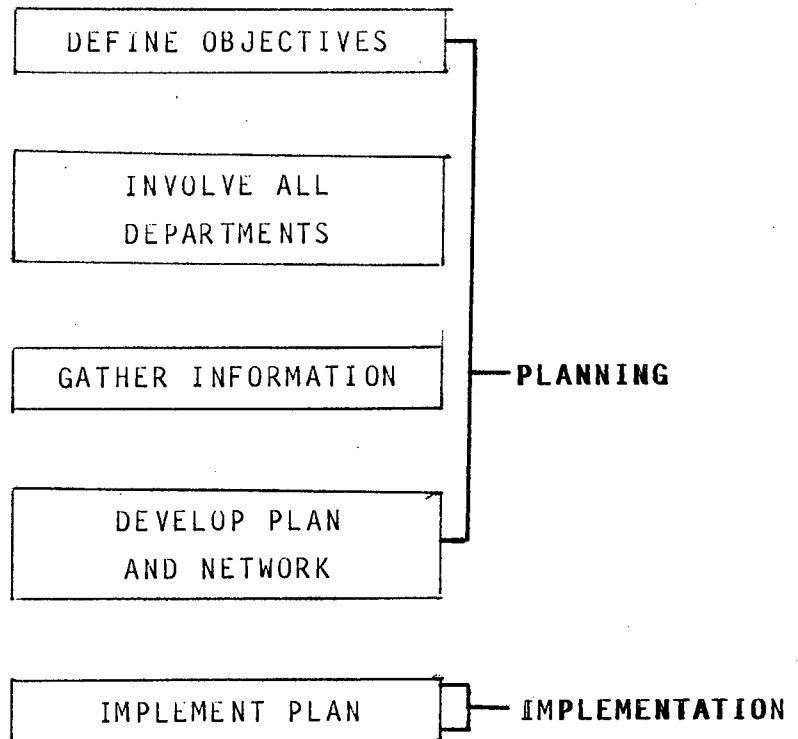 DEFINE OBJECTIVES
INVOLVE ALL
DEPARTMENTS
GATHER INFORMATION
PLANNING
DEVELOP PLAN
AND NETWORK
IMPLEMENT PLAN
IMPLEMENTATION